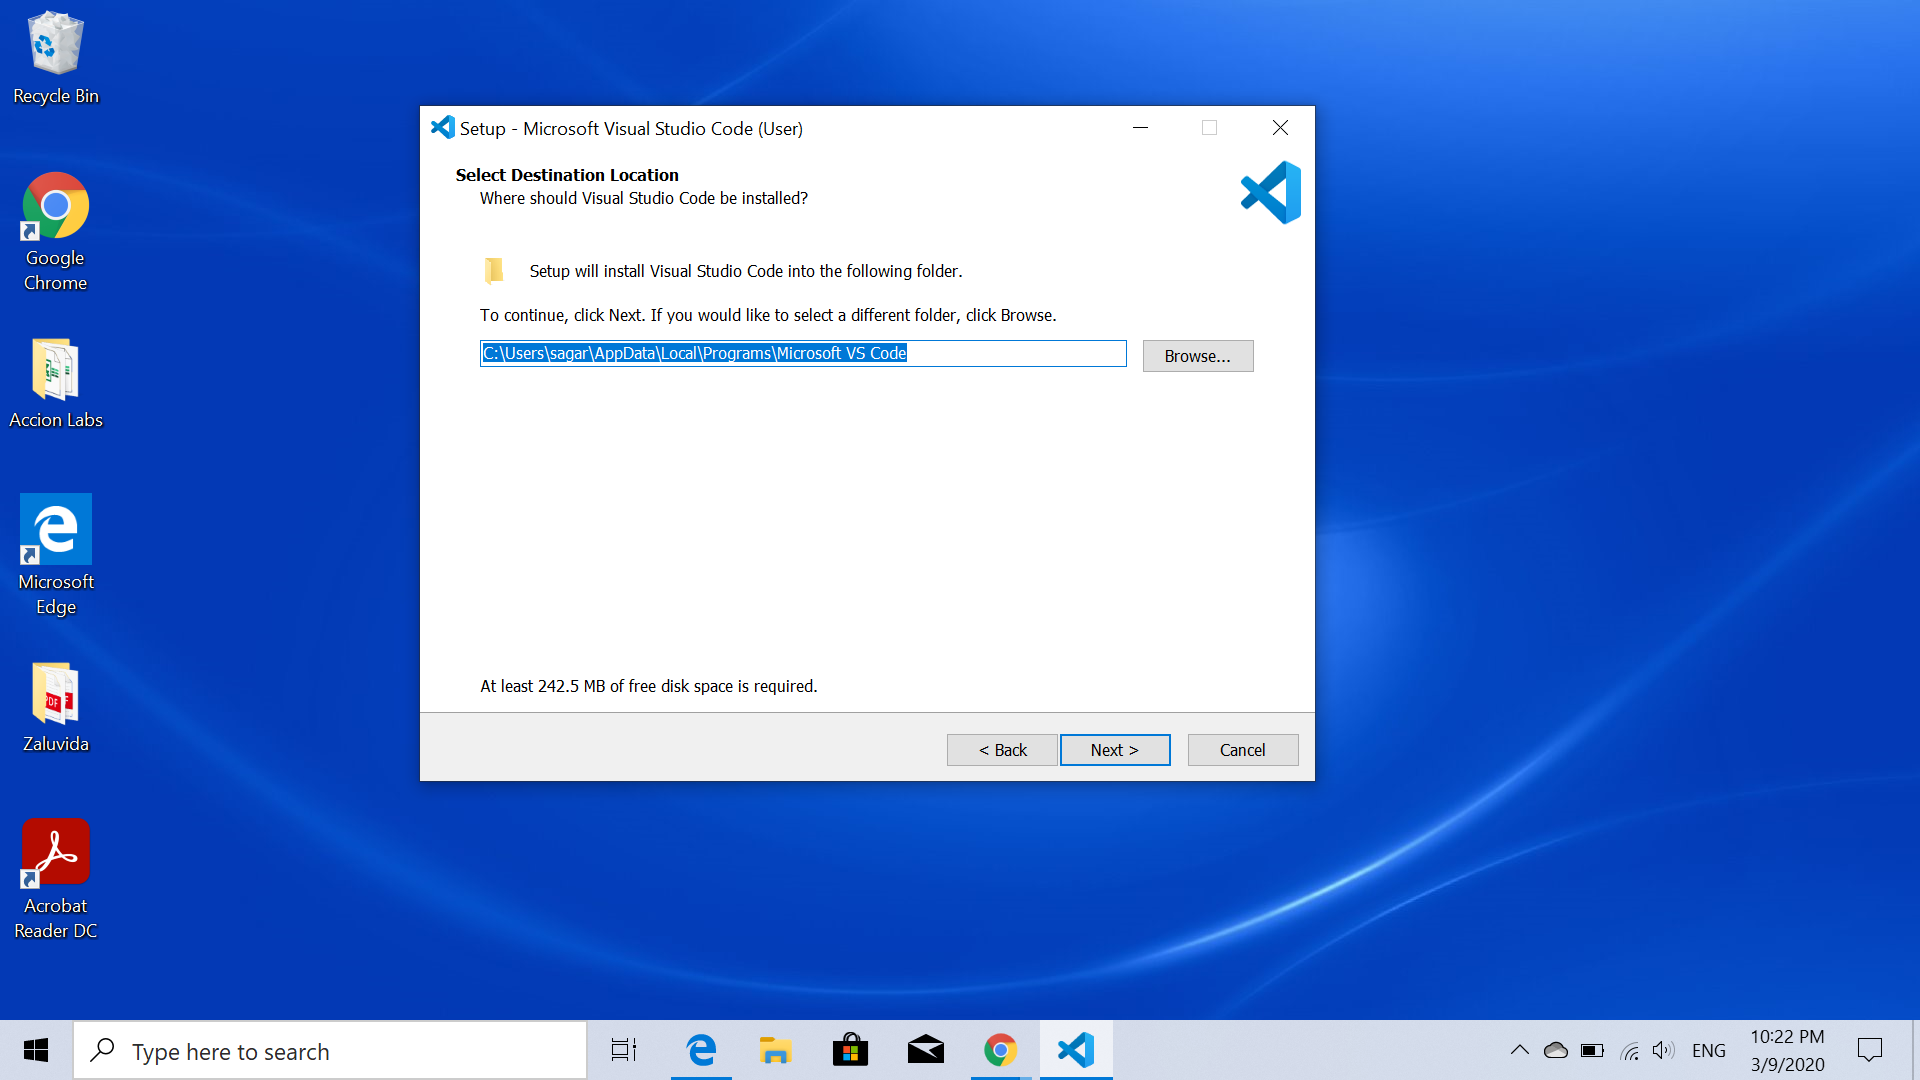 Recycle Bin
Google
Chrome
Accion Labs
Microsoft
Edge
Zaluvida
Acrobat
Reader DC
Setup - Microsoft Visual Studio Code (User)
Select Destination Location
Where should Visual Studio Code be installed?
Setup will install Visual Studio Code into the following folder.
To continue, click Next. If you would like to select a different folder, click Browse.
C:\Users\sagar\AppData\Local\Programs\Microsoft VS Code
Browse...
At least 242.5 MB of free disk space is required.
< Back
Next >
Cancel
Type here to search
ENG
10:22 PM
3/9/2020